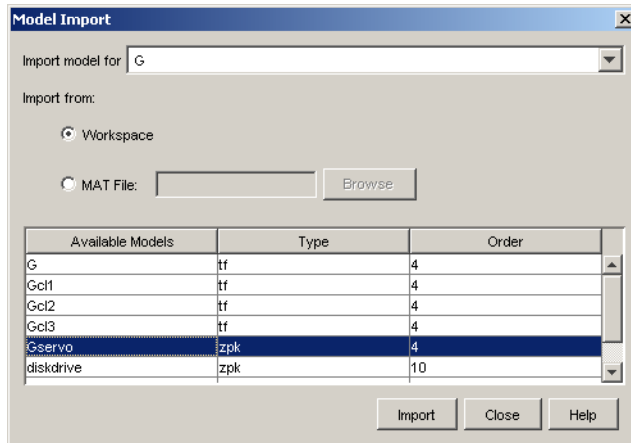 Model Import
Import model for G
Import from:
Workspace
MAT File: Browse
Available Models Type Order
G tf 4
Gcl1 tf 4
Gcl2 tf 4
Gcl3 tf 4
Gservo zpk 4
diskdrive zpk 10
Import Close Help